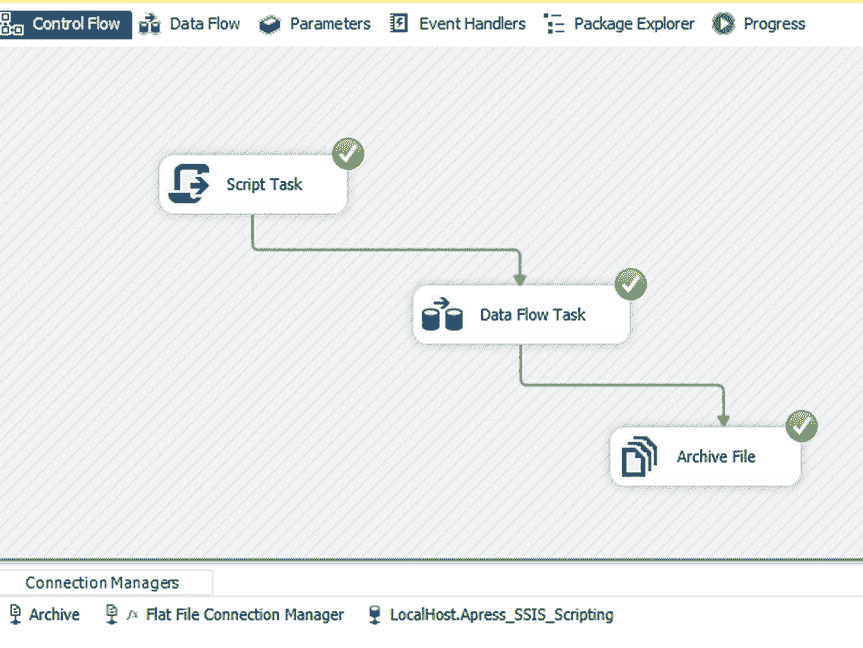 Control Flow Data Flow Parameters Event Handlers Package Explorer Progress
Script Task
Data Flow Task
Archive File
Connection Managers
Archive fx Flat File Connection Manager LocalHost.Apress_SSIS_Scripting